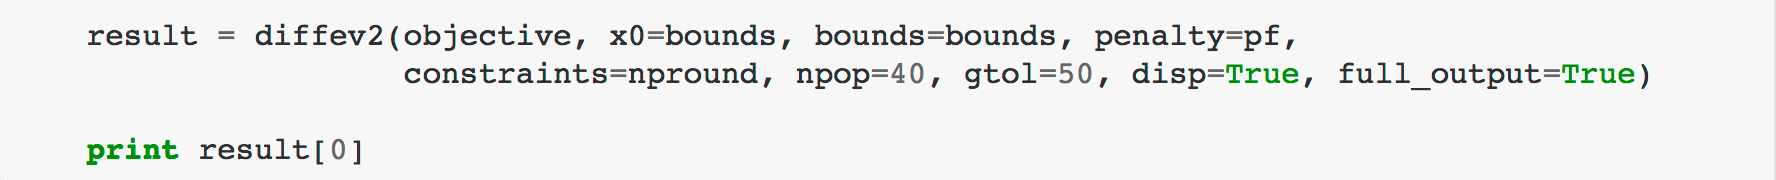 result = diffev2(objective, x0=bounds, bounds=bounds, penalty=pf,
constraints=npround, npop=40, gtol=50, disp=True, full_output=True)
print result[0]